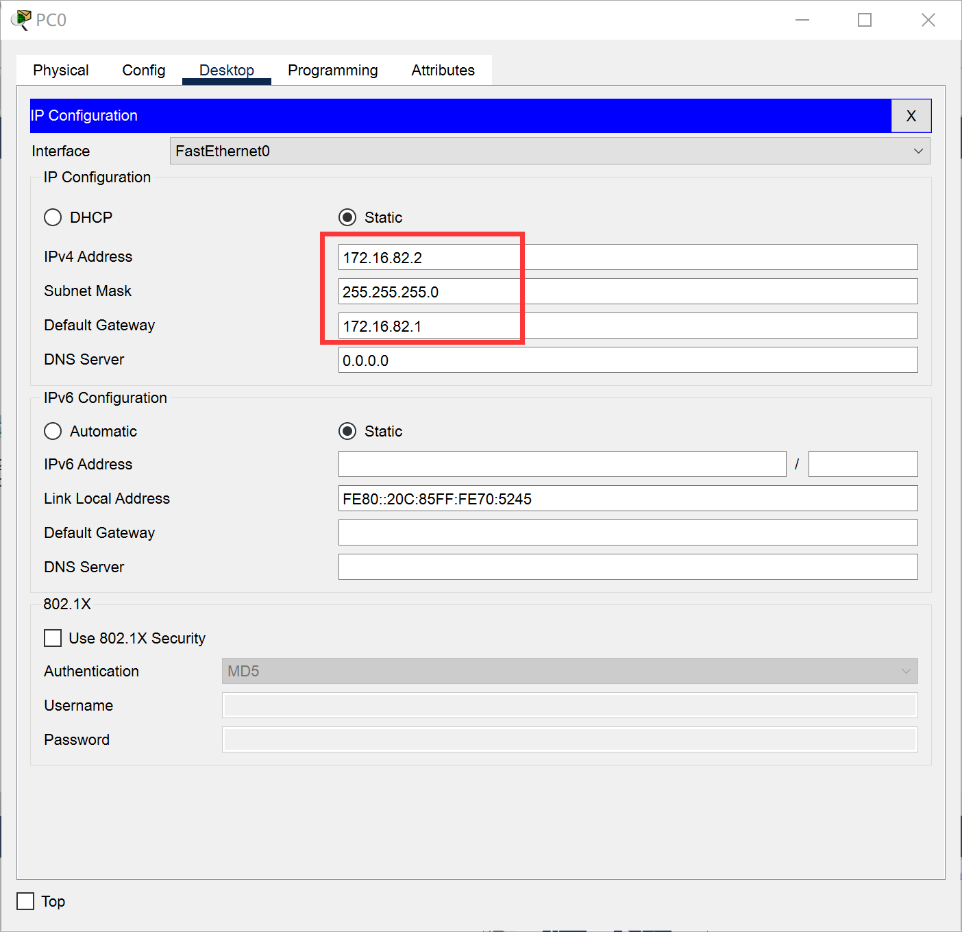 PC0
Physical Config Desktop Programming Attributes
IP Configuration X
Interface FastEthernet0
IP Configuration
DHCP Static
IPv4 Address 172.16.82.2
Subnet Mask 255.255.255.0
Default Gateway 172.16.82.1
DNS Server 0.0.0.0
IPv6 Configuration
Automatic Static
IPv6 Address /
Link Local Address FE80::20C:85FF:FE70:5245
Default Gateway
DNS Server
802.1X
Use 802.1X Security
Authentication MD5
Username
Password
Top